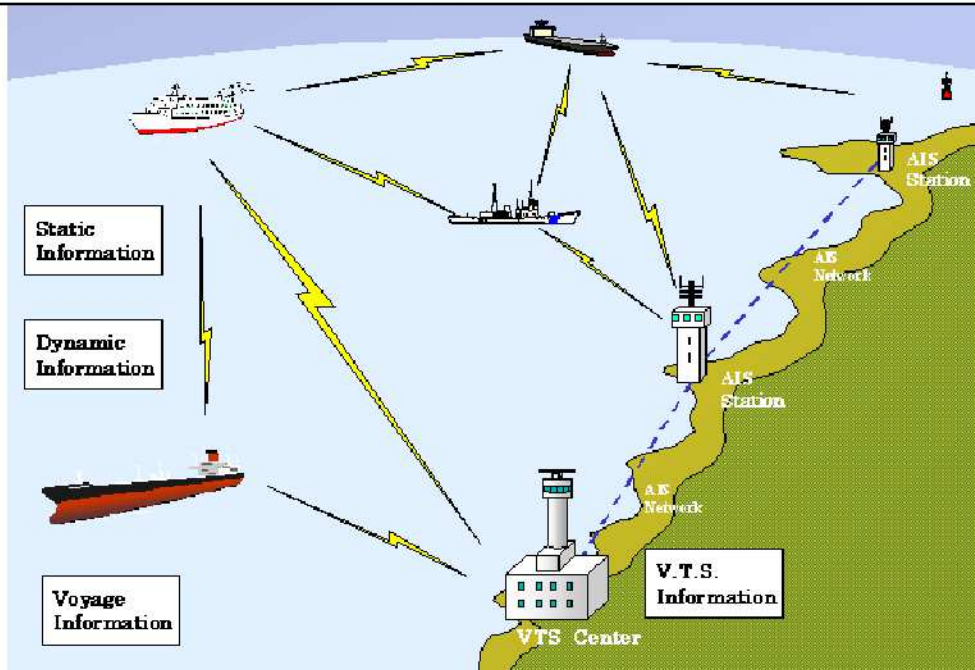 AIS
Station
Static
Information
AIS
Network
Dynamic
Information
AIS
Station
AIS
Network
V.T.S.
Information
Voyage
Information
VTS Center